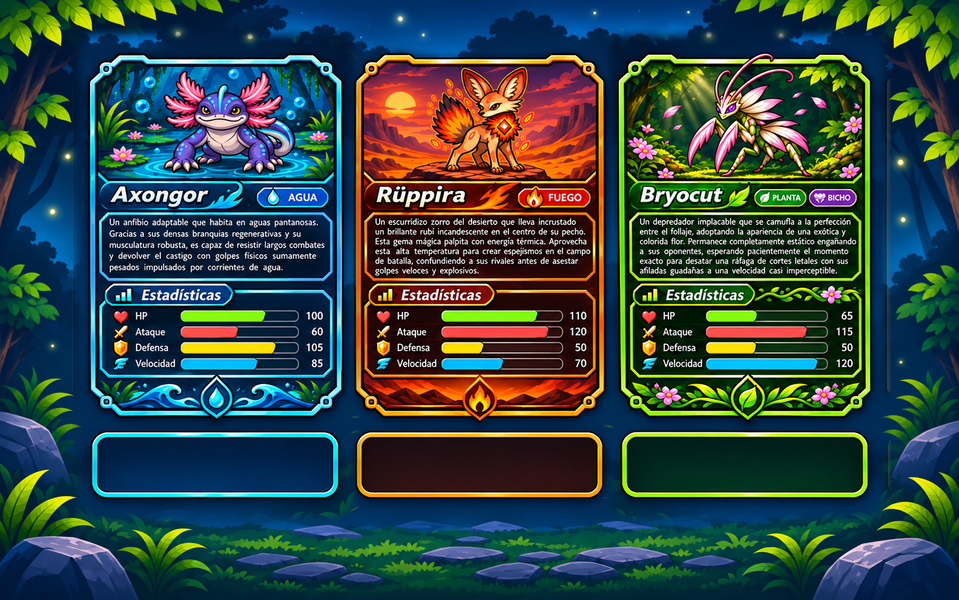 Axongor
AGUA
Un anfibio adaptable que habita en aguas pantanosas.
Gracias a sus densas branquias regenerativas y su
musculatura robusta, es capaz de resistir largos combates
y devolver el castigo con golpes físicos sumamente
pesados impulsados por corrientes de agua.
Estadísticas
HP 100
Ataque 60
Defensa 105
Velocidad 85
Rüppira
FUEGO
Un escurridizo zorro del desierto que lleva incrustado
un brillante rubí incandescente en el centro de su pecho.
Esta gema mágica palpita con energía térmica. Aprovecha
esta alta temperatura para crear espejismos en el campo
de batalla, confundiendo a sus rivales antes de asestar
golpes veloces y explosivos.
Estadísticas
HP 110
Ataque 120
Defensa 50
Velocidad 70
Bryocut
PLANTA
BICHO
Un depredador implacable que se camufla a la perfección
entre el follaje, adoptando la apariencia de una exótica y
colorida flor. Permanece completamente estático engañando
a sus oponentes, esperando pacientemente el momento
exacto para desatar una ráfaga de cortes letales con sus
afiladas guadañas a una velocidad casi imperceptible.
Estadísticas
HP 65
Ataque 115
Defensa 50
Velocidad 120